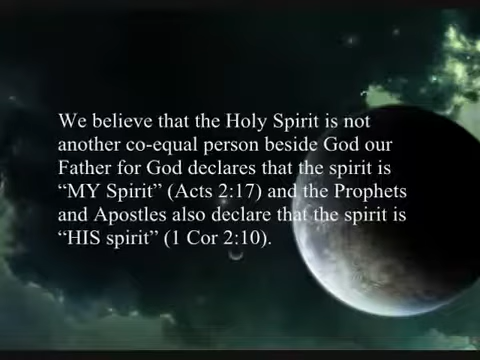 We believe that the Holy Spirit is not
another co-equal person beside God our
Father for God declares that the spirit is
“MY Spirit” (Acts 2:17) and the Prophets
and Apostles also declare that the spirit is
“HIS spirit” (1 Cor 2:10).